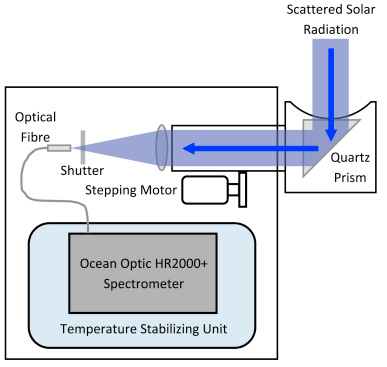 Scattered Solar
Radiation
Optical
Fibre
Shutter
Stepping Motor
Quartz
Prism
Ocean Optic HR2000+
Spectrometer
Temperature Stabilizing Unit